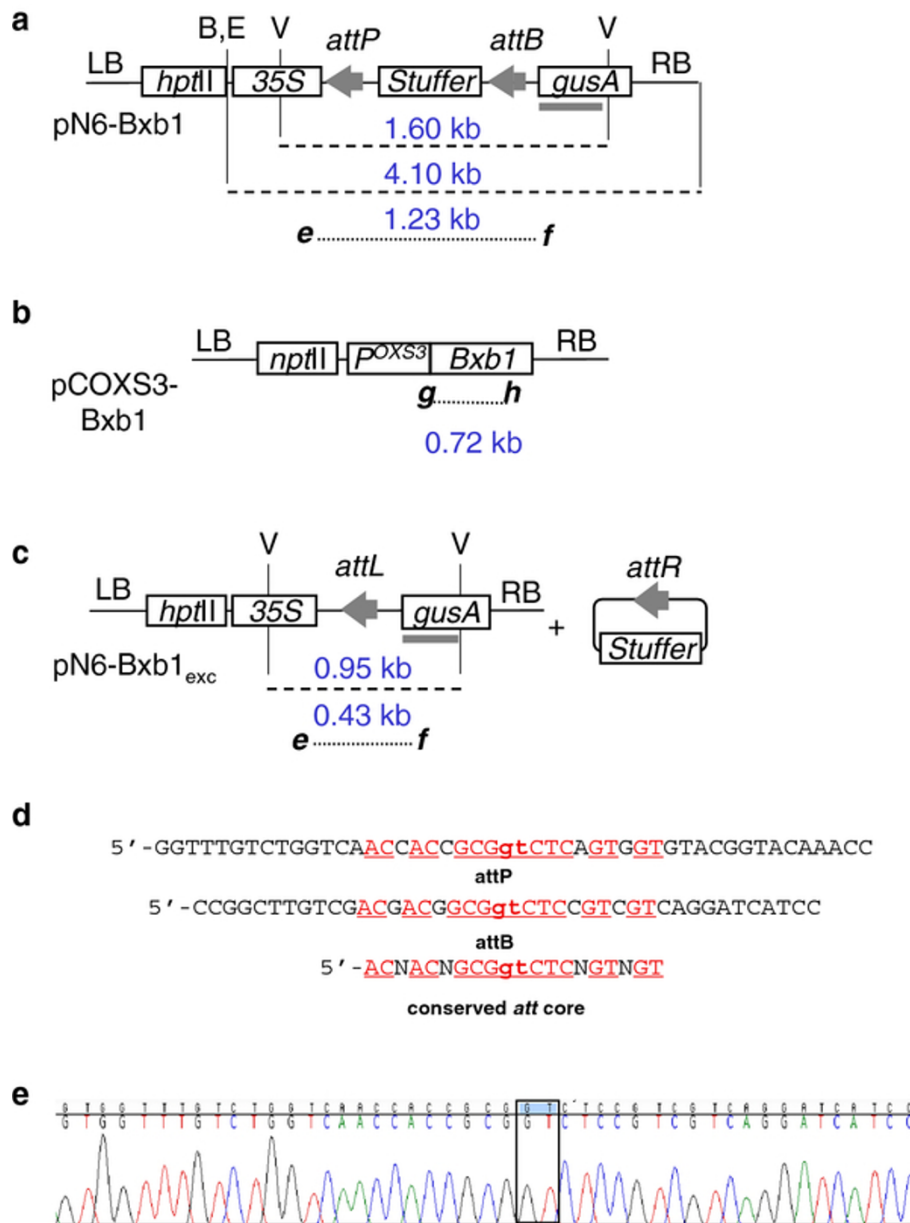 a
B,E V attP attB V
LB hptII 35S Stuffer gusA RB
pN6-Bxb1
1.60 kb
4.10 kb
1.23 kb
e f
b
LB nptII P^OXS3 Bxb1 RB
pCOXS3-
Bxb1
g h
0.72 kb
c
V V
LB hptII 35S attL gusA RB + attR
Stuffer
pN6-Bxb1exc
0.95 kb
0.43 kb
e f
d
5'-GGTTTGTCTGGTCAACCACCGCGgtCTCAGTGGTGTACGGTACAAACC
attP
5'-CCGGCTTGTCGACGACGGCGgtCTCCGTCGTCAGGATCATCC
attB
5'-ACNACNGCGgtCTCNGTNGT
conserved att core
e
G T G G T T T G T C T G G T C A A C C A C C G C G G T C T C C G T C G T C A G G A T C A T C C
G T G G T T T G T C T G G T C A A C C A C C G C G G T C T C C G T C G T C A G G A T C A T C C